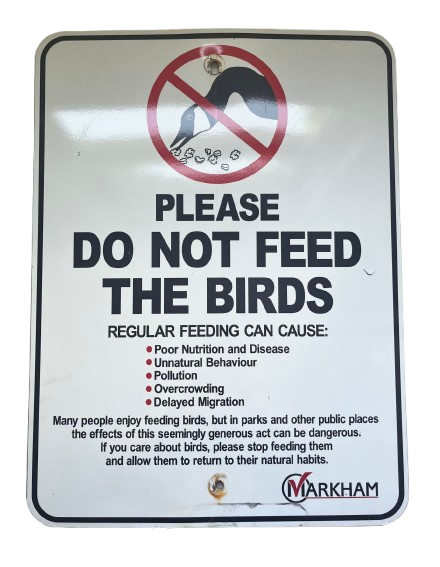 PLEASE
DO NOT FEED
THE BIRDS
REGULAR FEEDING CAN CAUSE:
• Poor Nutrition and Disease
• Unnatural Behaviour
• Pollution
• Overcrowding
• Delayed Migration
Many people enjoy feeding birds, but in parks and other public places
the effects of this seemingly generous act can be dangerous.
If you care about birds, please stop feeding them
and allow them to return to their natural habits.
MARKHAM